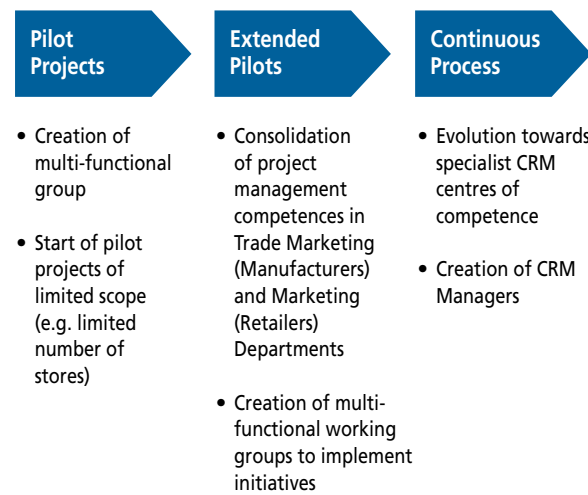 Pilot
Projects
• Creation of
multi-functional
group
• Start of pilot
projects of
limited scope
(e.g. limited
number of
stores)
Extended
Pilots
• Consolidation
of project
management
competences in
Trade Marketing
(Manufacturers)
and Marketing
(Retailers)
Departments
• Creation of multi-
functional working
groups to implement
initiatives
Continuous
Process
• Evolution towards
specialist CRM
centres of
competence
• Creation of CRM
Managers